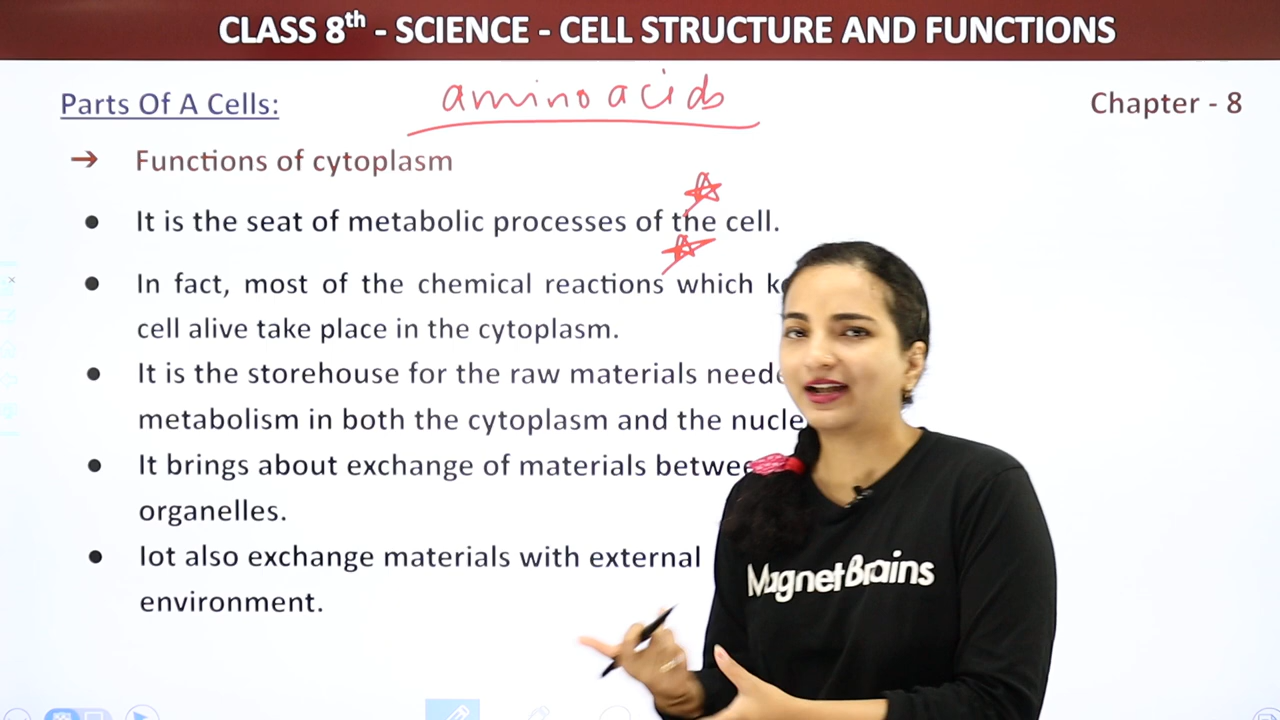 CLASS 8th - SCIENCE - CELL STRUCTURE AND FUNCTIONS
Parts Of A Cells:
amino acids
Chapter - 8
→ Functions of cytoplasm
● It is the seat of metabolic processes of the cell.
● In fact, most of the chemical reactions which
cell alive take place in the cytoplasm.
● It is the storehouse for the raw materials
metabolism in both the cytoplasm and the
● It brings about exchange of materials
organelles.
● Iot also exchange materials with external
environment.
MagnetBrains